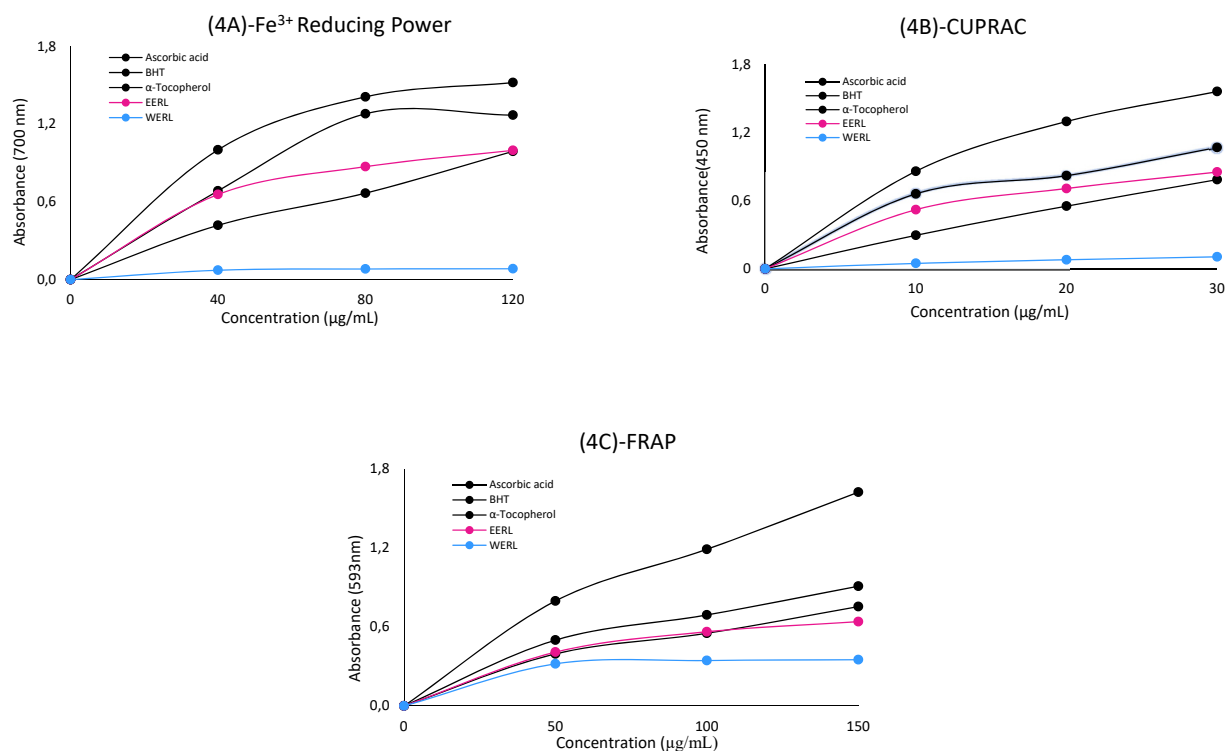 (4A)-Fe³⁺ Reducing Power
1,8
1,2
0,6
0,0
Absorbance (700 nm)
Ascorbic acid
BHT
α-Tocopherol
EERL
WERL
0 40 80 120
Concentration (µg/mL)
(4B)-CUPRAC
1,8
1,2
0,6
0
Absorbance(450 nm)
Ascorbic acid
BHT
α-Tocopherol
EERL
WERL
0 10 20 30
Concentration (µg/mL)
(4C)-FRAP
1,8
1,2
0,6
0,0
Absorbance (593nm)
Ascorbic acid
BHT
α-Tocopherol
EERL
WERL
0 50 100 150
Concentration (µg/mL)